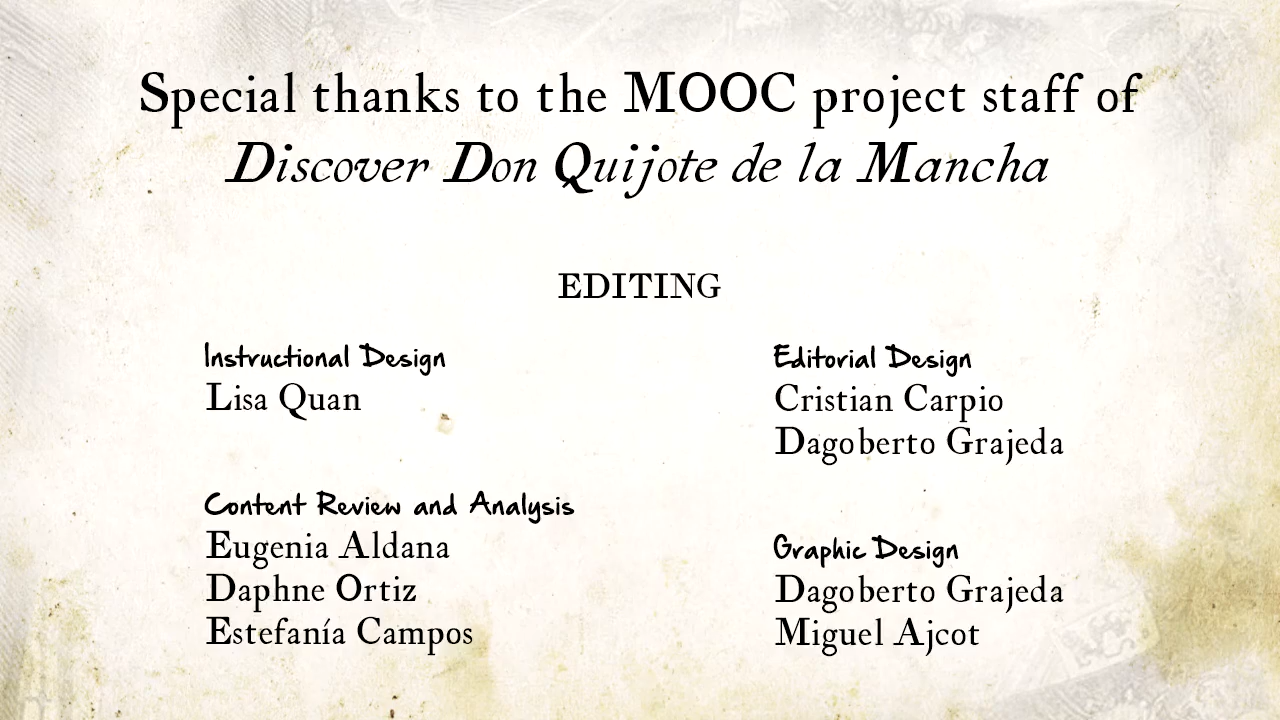 Special thanks to the MOOC project staff of
Discover Don Quijote de la Mancha
EDITING
Instructional Design
Lisa Quan
Content Review and Analysis
Eugenia Aldana
Daphne Ortiz
Estefanía Campos
Editorial Design
Cristian Carpio
Dagoberto Grajeda
Graphic Design
Dagoberto Grajeda
Miguel Ajcot